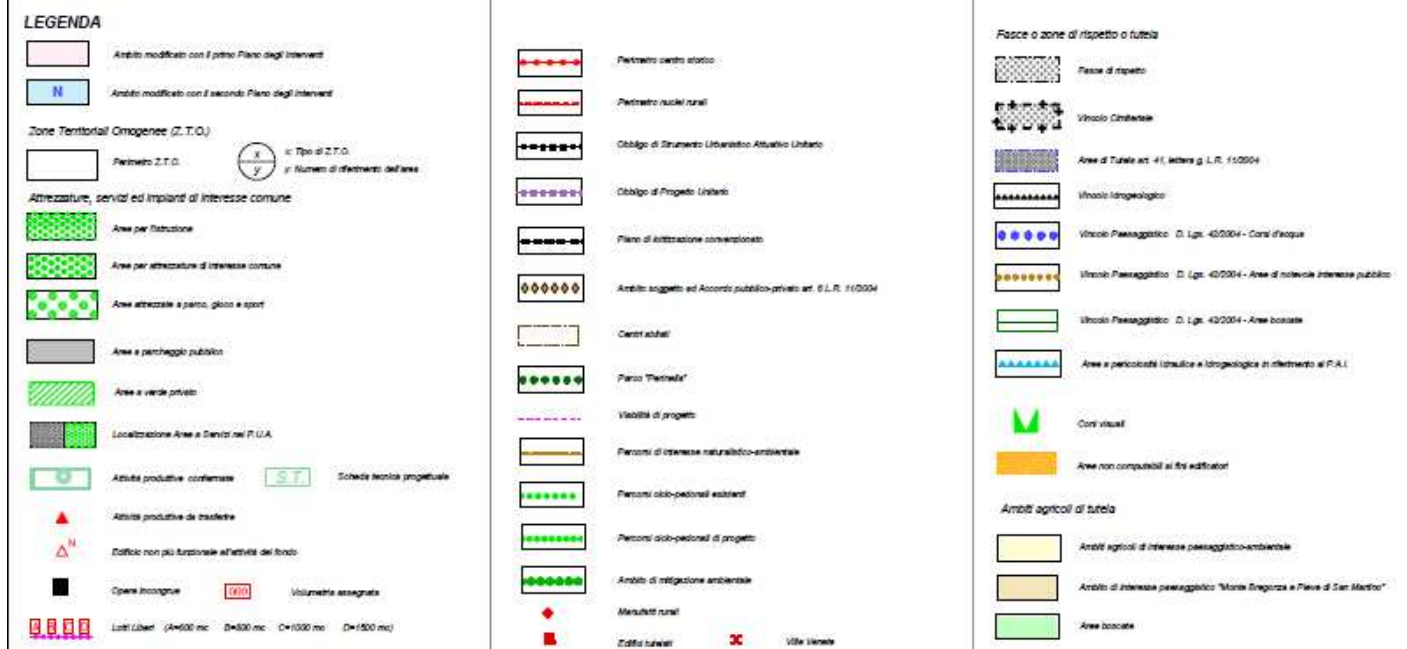 LEGENDA
Ambito modificato con il primo Piano degli Interventi
N
Ambito modificato con il secondo Piano degli Interventi
Zone Territoriali Omogenee (Z.T.O.)
Perimetro Z.T.O.
x
y
x: Tipo di Z.T.O.
y: Numero di riferimento dell'area
Attrezzature, servizi ed impianti di interesse comune
Aree per l'istruzione
Aree per attrezzature di interesse comune
Aree attrezzate a parco, gioco e sport
Aree a parcheggio pubblico
Aree a verde privato
Localizzazione Aree a Servizi nei P.U.A.
Attività produttive confermate
S.T.
Scheda tecnica progettuale
Attività produttive da trasferire
N
Edificio non più funzionale all'attività del fondo
Opere incongrue
000
Volumetria assegnata
A B C D
Lotti Liberi (A=600 mc B=800 mc C=1000 mc D=1500 mc)
Perimetro centro storico
Perimetro nuclei rurali
Obbligo di Strumento Urbanistico Attuativo Unitario
Obbligo di Progetto Unitario
Piano di lottizzazione convenzionato
Ambito soggetto ad Accordo pubblico-privato art. 6 L.R. 11/2004
Centri abitati
Parco "Perinella"
Viabilità di progetto
Percorsi di interesse naturalistico-ambientale
Percorsi ciclo-pedonali esistenti
Percorsi ciclo-pedonali di progetto
Ambito di mitigazione ambientale
Manufatti rurali
Edifici tutelati
Ville Venete
Fasce o zone di rispetto o tutela
Fasce di rispetto
Vincolo Cimiteriale
Aree di Tutela art. 41, lettera g, L.R. 11/2004
Vincolo Idrogeologico
Vincolo Paesaggistico D. Lgs. 42/2004 - Corsi d'acqua
Vincolo Paesaggistico D. Lgs. 42/2004 - Aree di notevole interesse pubblico
Vincolo Paesaggistico D. Lgs. 42/2004 - Aree boscate
Aree a pericolosità Idraulica e Idrogeologica in riferimento al P.A.I.
Coni visuali
Aree non computabili ai fini edificatori
Ambiti agricoli di tutela
Ambiti agricoli di interesse paesaggistico-ambientale
Ambito di interesse paesaggistico "Monte Bregonza e Pieve di San Martino"
Aree boscate